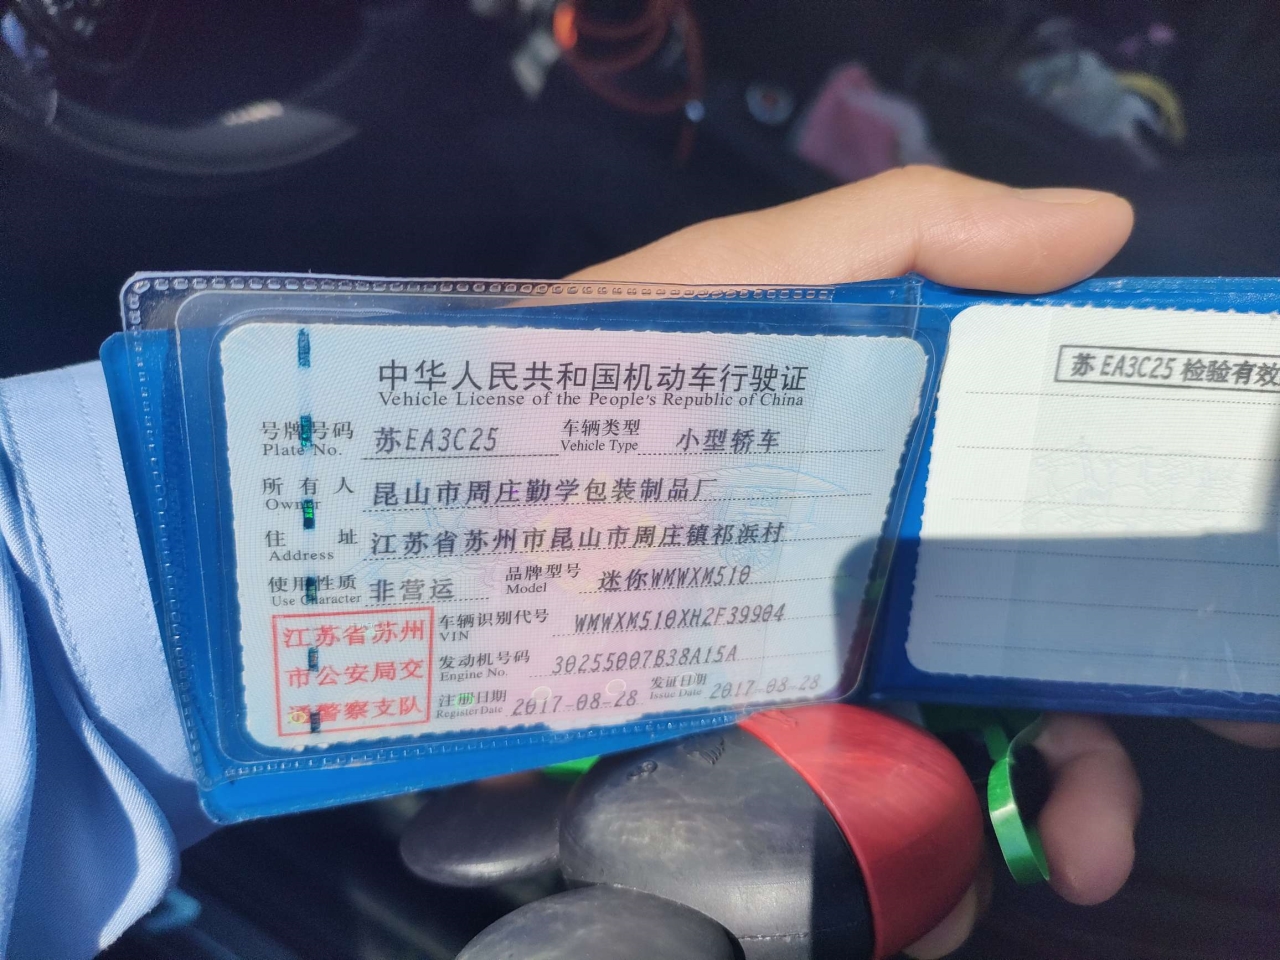 中华人民共和国机动车行驶证
Vehicle License of the People's Republic of China
号牌号码 苏EA3C25 车辆类型 小型轿车
Plate No. Vehicle Type
所有人 昆山市周庄勤学包装制品厂
Owner
住址 江苏省苏州市昆山市周庄镇祁浜村
Address
使用性质 非营运 品牌型号 迷你WMWXM510
Use Character Model
江苏省苏州
市公安局交
通警察支队
车辆识别代号 WMWXM510XH2F39904
VIN
发动机号码 30255007B38A15A
Engine No.
注册日期 2017-08-28 发证日期 2017-08-28
Register Date Issue Date
苏EA3C25 检验有效